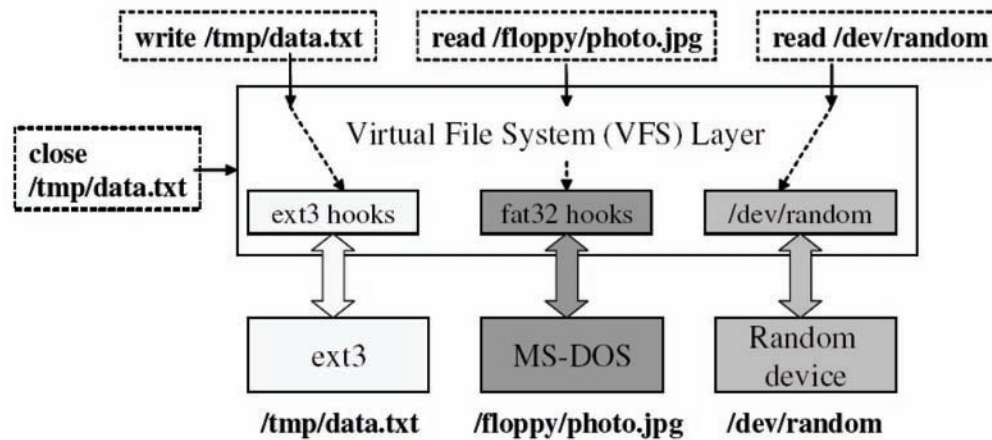 write /tmp/data.txt
read /floppy/photo.jpg
read /dev/random
Virtual File System (VFS) Layer
close
/tmp/data.txt
ext3 hooks
fat32 hooks
/dev/random
ext3
MS-DOS
Random
device
/tmp/data.txt
/floppy/photo.jpg
/dev/random